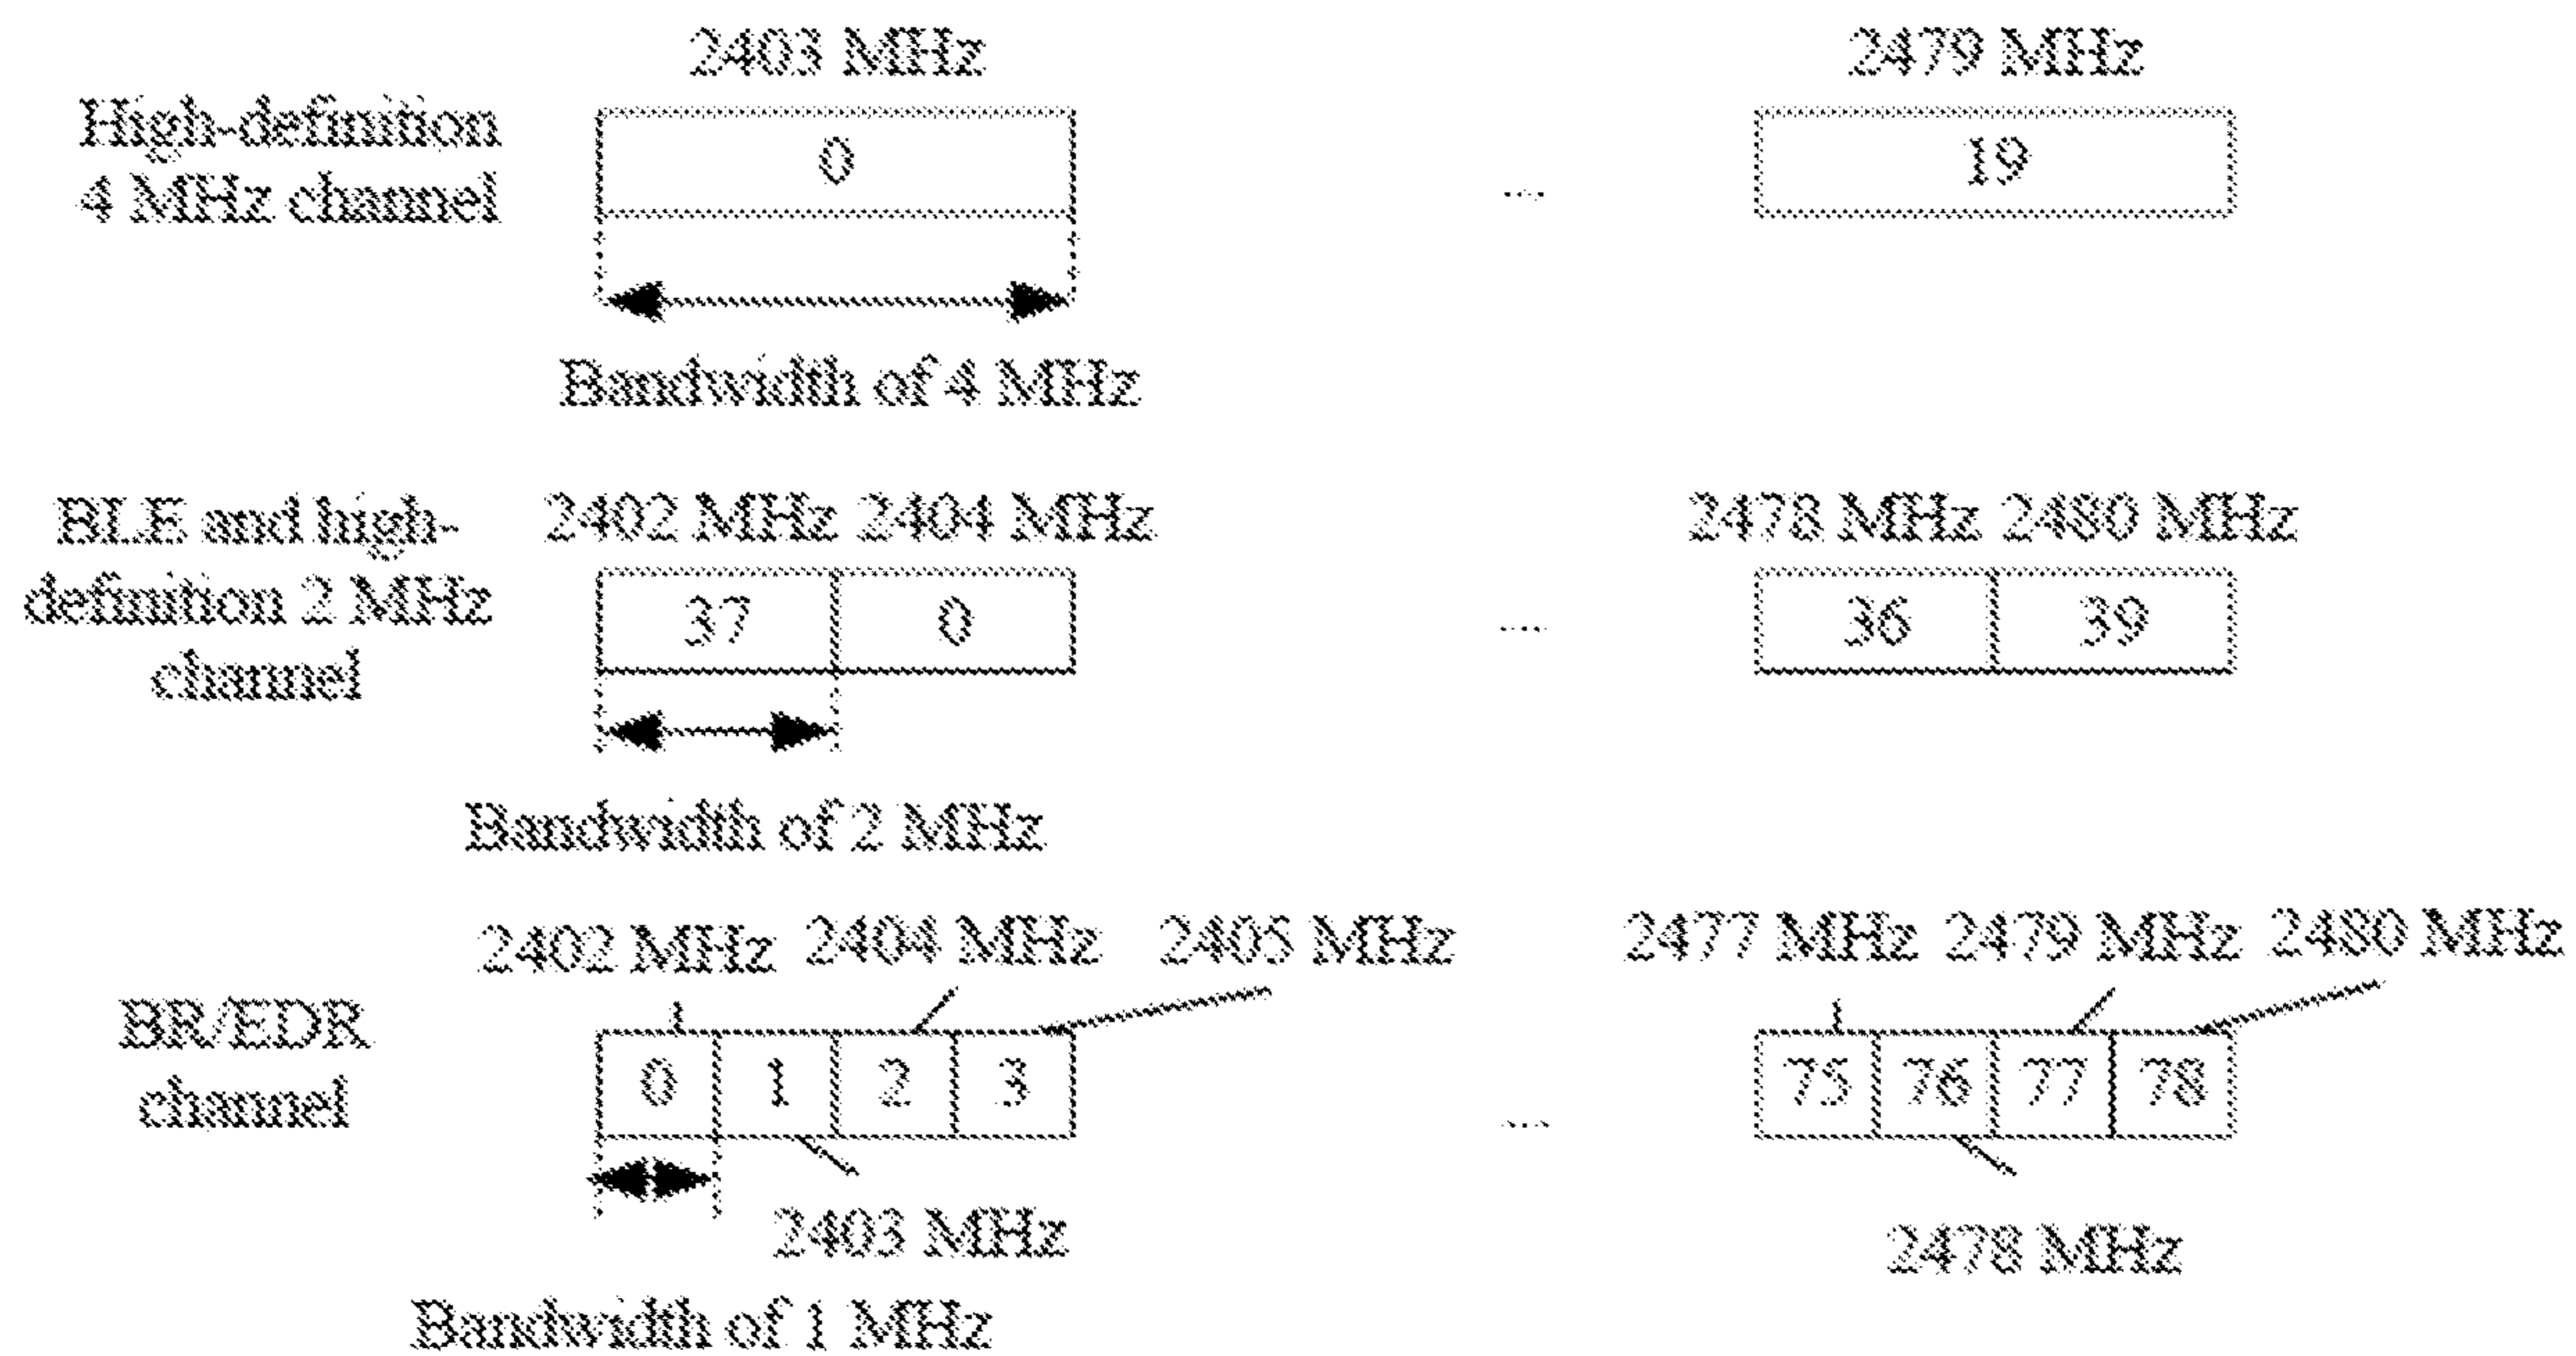 2403 MHz 2479 MHz
High-definition
4 MHz channel
0 ... 19
Bandwidth of 4 MHz
BLE and high-
definition 2 MHz
channel
2402 MHz 2404 MHz 2478 MHz 2480 MHz
37 0 ... 36 39
Bandwidth of 2 MHz
2402 MHz 2404 MHz 2405 MHz 2477 MHz 2479 MHz 2480 MHz
BR/EDR
channel
0 1 2 3 ... 75 76 77 78
2403 MHz 2478 MHz
Bandwidth of 1 MHz